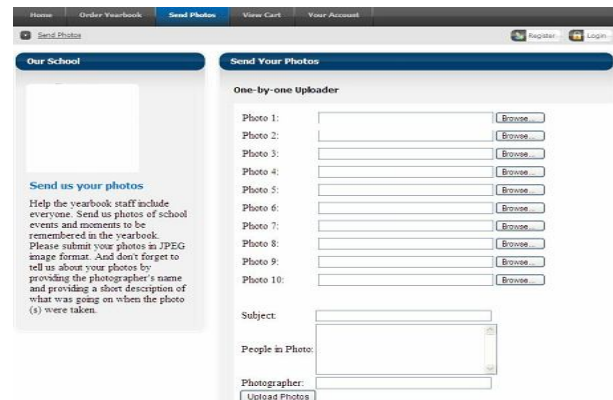 Home Order Yearbook Send Photos View Cart Your Account
Send Photos Register Login
Our School
Send us your photos
Help the yearbook staff include
everyone. Send us photos of school
events and moments to be
remembered in the yearbook.
Please submit your photos in JPEG
image format. And don't forget to
tell us about your photos by
providing the photographer's name
and providing a short description of
what was going on when the photo
(s) were taken.
Send Your Photos
One-by-one Uploader
Photo 1: Browse...
Photo 2: Browse...
Photo 3: Browse...
Photo 4: Browse...
Photo 5: Browse...
Photo 6: Browse...
Photo 7: Browse...
Photo 8: Browse...
Photo 9: Browse...
Photo 10: Browse...
Subject:
People in Photo:
Photographer:
Upload Photos